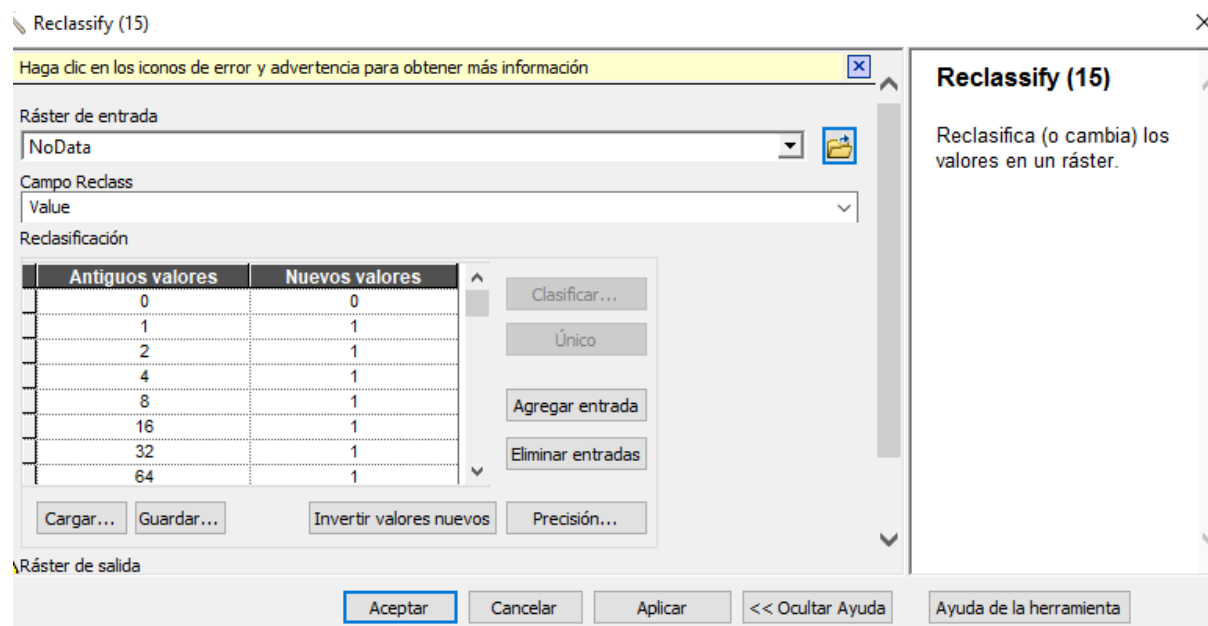 Reclassify (15)
Haga clic en los iconos de error y advertencia para obtener más información
Ráster de entrada
NoData
Campo Reclass
Value
Reclasificación
Antiguos valores Nuevos valores
0 0
1 1
2 1
4 1
8 1
16 1
32 1
64 1
Clasificar...
Único
Agregar entrada
Eliminar entradas
Cargar... Guardar... Invertir valores nuevos Precisión...
Ráster de salida
Reclassify (15)
Reclasifica (o cambia) los
valores en un ráster.
Aceptar Cancelar Aplicar << Ocultar Ayuda Ayuda de la herramienta